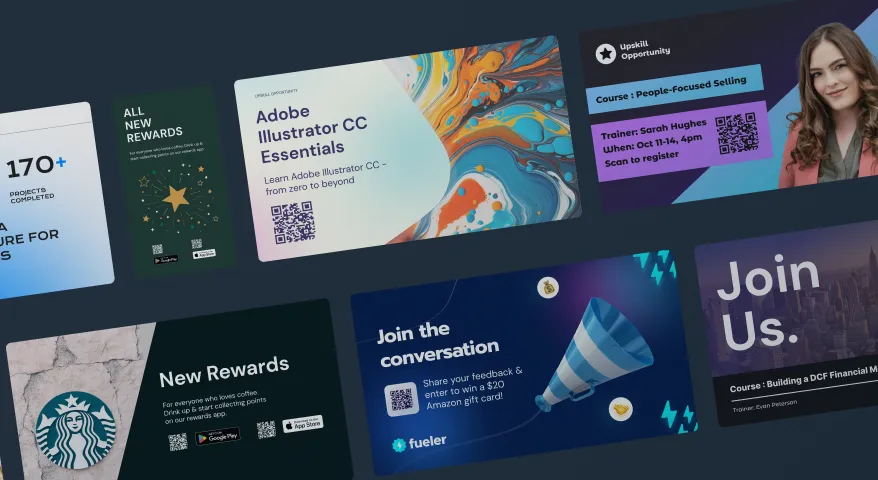 170+
PROJECTS
COMPLETED
A
URE FOR
S
ALL
NEW
REWARDS
For everyone who loves coffee. Drink up &
start collecting points on our rewards app.
Google Play
App Store
UPSKILL OPPORTUNITY
Adobe
Illustrator CC
Essentials
Learn Adobe Illustrator CC -
from zero to beyond
Upskill
Opportunity
Course : People-Focused Selling
Trainer: Sarah Hughes
When: Oct 11-14, 4pm
Scan to register
New Rewards
For everyone who loves coffee.
Drink up & start collecting points
on our rewards app.
GET IT ON
Google Play
Download on the
App Store
Join the
conversation
Share your feedback &
enter to win a $20
Amazon gift card!
fueler
Join
Us.
Course : Building a DCF Financial M
Trainer: Evan Peterson